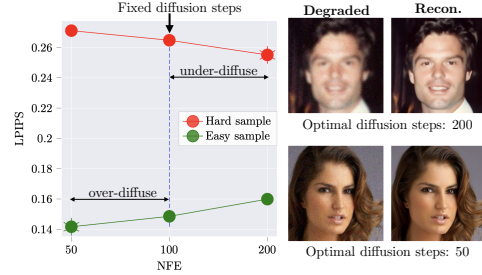 Fixed diffusion steps
Degraded Recon.
0.26
0.24
0.22
0.2
0.18
0.16
0.14
LPIPS
under-diffuse
Hard sample
Easy sample
over-diffuse
50 100 200
NFE
Optimal diffusion steps: 200
Optimal diffusion steps: 50